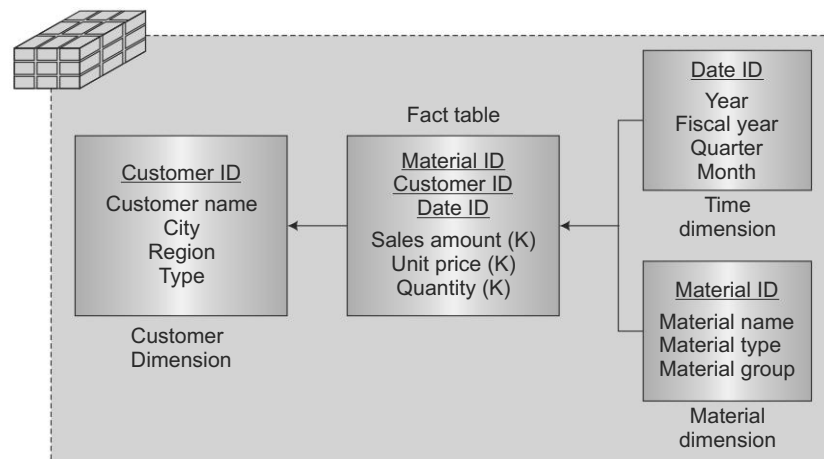 Customer ID
Customer name
City
Region
Type
Customer
Dimension
Fact table
Material ID
Customer ID
Date ID
Sales amount (K)
Unit price (K)
Quantity (K)
Date ID
Year
Fiscal year
Quarter
Month
Time
dimension
Material ID
Material name
Material type
Material group
Material
dimension